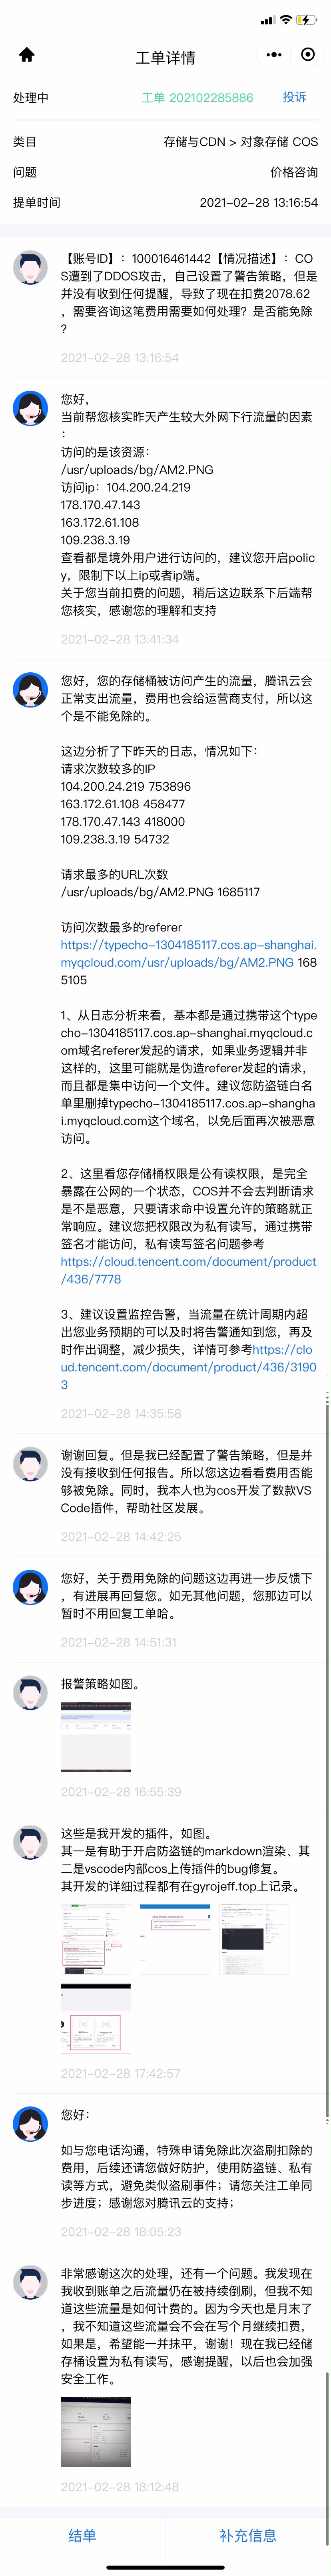 工单详情
处理中 工单 202102285886 投诉
类目 存储与CDN > 对象存储 COS
问题 价格咨询
提单时间 2021-02-28 13:16:54
【账号ID】：100016461442【情况描述】：CO
S遭到了DDOS攻击，自己设置了警告策略，但是
并没有收到任何提醒，导致了现在扣费2078.62
，需要咨询这笔费用需要如何处理？是否能免除
？
2021-02-28 13:16:54
您好，
当前帮您核实昨天产生较大外网下行流量的因素
：
访问的是该资源：
/usr/uploads/bg/AM2.PNG
访问ip：104.200.24.219
178.170.47.143
163.172.61.108
109.238.3.19
查看都是境外用户进行访问的，建议您开启polic
y，限制下以上ip或者ip端。
关于您当前扣费的问题，稍后这边联系下后端帮
您核实，感谢您的理解和支持
2021-02-28 13:41:34
您好，您的存储桶被访问产生的流量，腾讯云会
正常支出流量，费用也会给运营商支付，所以这
个是不能免除的。
这边分析了下昨天的日志，情况如下：
请求次数较多的IP
104.200.24.219 753896
163.172.61.108 458477
178.170.47.143 418000
109.238.3.19 54732
请求最多的URL次数
/usr/uploads/bg/AM2.PNG 1685117
访问次数最多的referer
https://typecho-1304185117.cos.ap-shanghai.
myqcloud.com/usr/uploads/bg/AM2.PNG 168
5105
1、从日志分析来看，基本都是通过携带这个type
cho-1304185117.cos.ap-shanghai.myqcloud.c
om域名referer发起的请求，如果业务逻辑并非
这样的，这里可能就是伪造referer发起的请求，
而且都是集中访问一个文件。建议您防盗链白名
单里删掉typecho-1304185117.cos.ap-shangha
i.myqcloud.com这个域名，以免后面再次被恶意
访问。
2、这里看您存储桶权限是公有读权限，是完全
暴露在公网的一个状态，COS并不会去判断请求
是不是恶意，只要请求命中设置允许的策略就正
常响应。建议您把权限改为私有读写，通过携带
签名才能访问，私有读写签名问题参考
https://cloud.tencent.com/document/product
/436/7778
3、建议设置监控告警，当流量在统计周期内超
出您业务预期的可以及时将告警通知到您，再及
时作出调整，减少损失，详情可参考https://clo
ud.tencent.com/document/product/436/3190
3
2021-02-28 14:35:58
谢谢回复。但是我已经配置了警告策略，但是并
没有接收到任何报告。所以您这边看看费用否能
够被免除。同时，我本人也为cos开发了数款VS
Code插件，帮助社区发展。
2021-02-28 14:42:25
您好，关于费用免除的问题这边再进一步反馈下
，有进展再回复您。如无其他问题，您那边可以
暂时不用回复工单哈。
2021-02-28 14:51:31
报警策略如图。
2021-02-28 16:55:39
这些是我开发的插件，如图。
其一是有助于开启防盗链的markdown渲染、其
二是vscode内部cos上传插件的bug修复。
其开发的详细过程都有在gyrojeff.top上记录。
2021-02-28 17:42:57
您好：
如与您电话沟通，特殊申请免除此次盗刷扣除的
费用，后续还请您做好防护，使用防盗链、私有
读等方式，避免类似盗刷事件；请您关注工单同
步进度；感谢您对腾讯云的支持；
2021-02-28 18:05:23
非常感谢这次的处理，还有一个问题。我发现在
我收到账单之后流量仍在被持续倒刷，但我不知
道这些流量是如何计费的。因为今天也是月末了
，我不知道这些流量会不会在写个月继续扣费，
如果是，希望能一并抹平，谢谢！现在我已经储
存桶设置为私有读写，感谢提醒，以后也会加强
安全工作。
2021-02-28 18:12:48
结单 补充信息